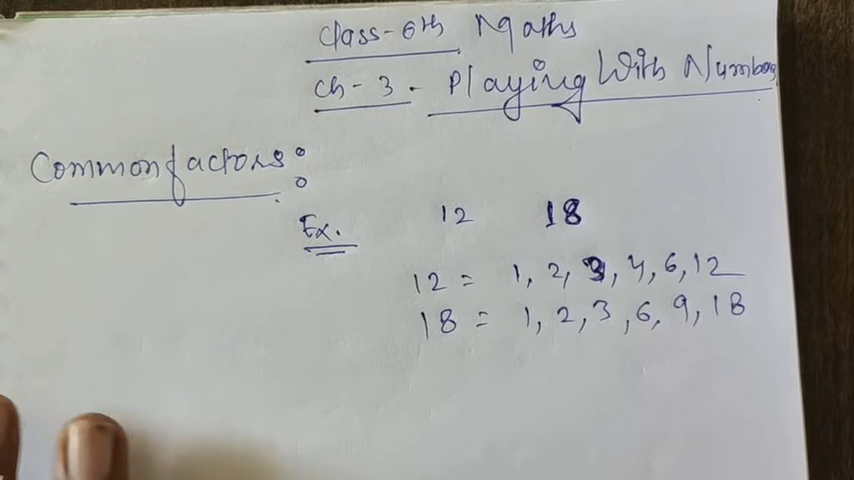 Class-6th Maths
Ch-3. Playing With Numbers
Common factors:
Ex. 12 18
12 = 1, 2, 3, 4, 6, 12
18 = 1, 2, 3, 6, 9, 18